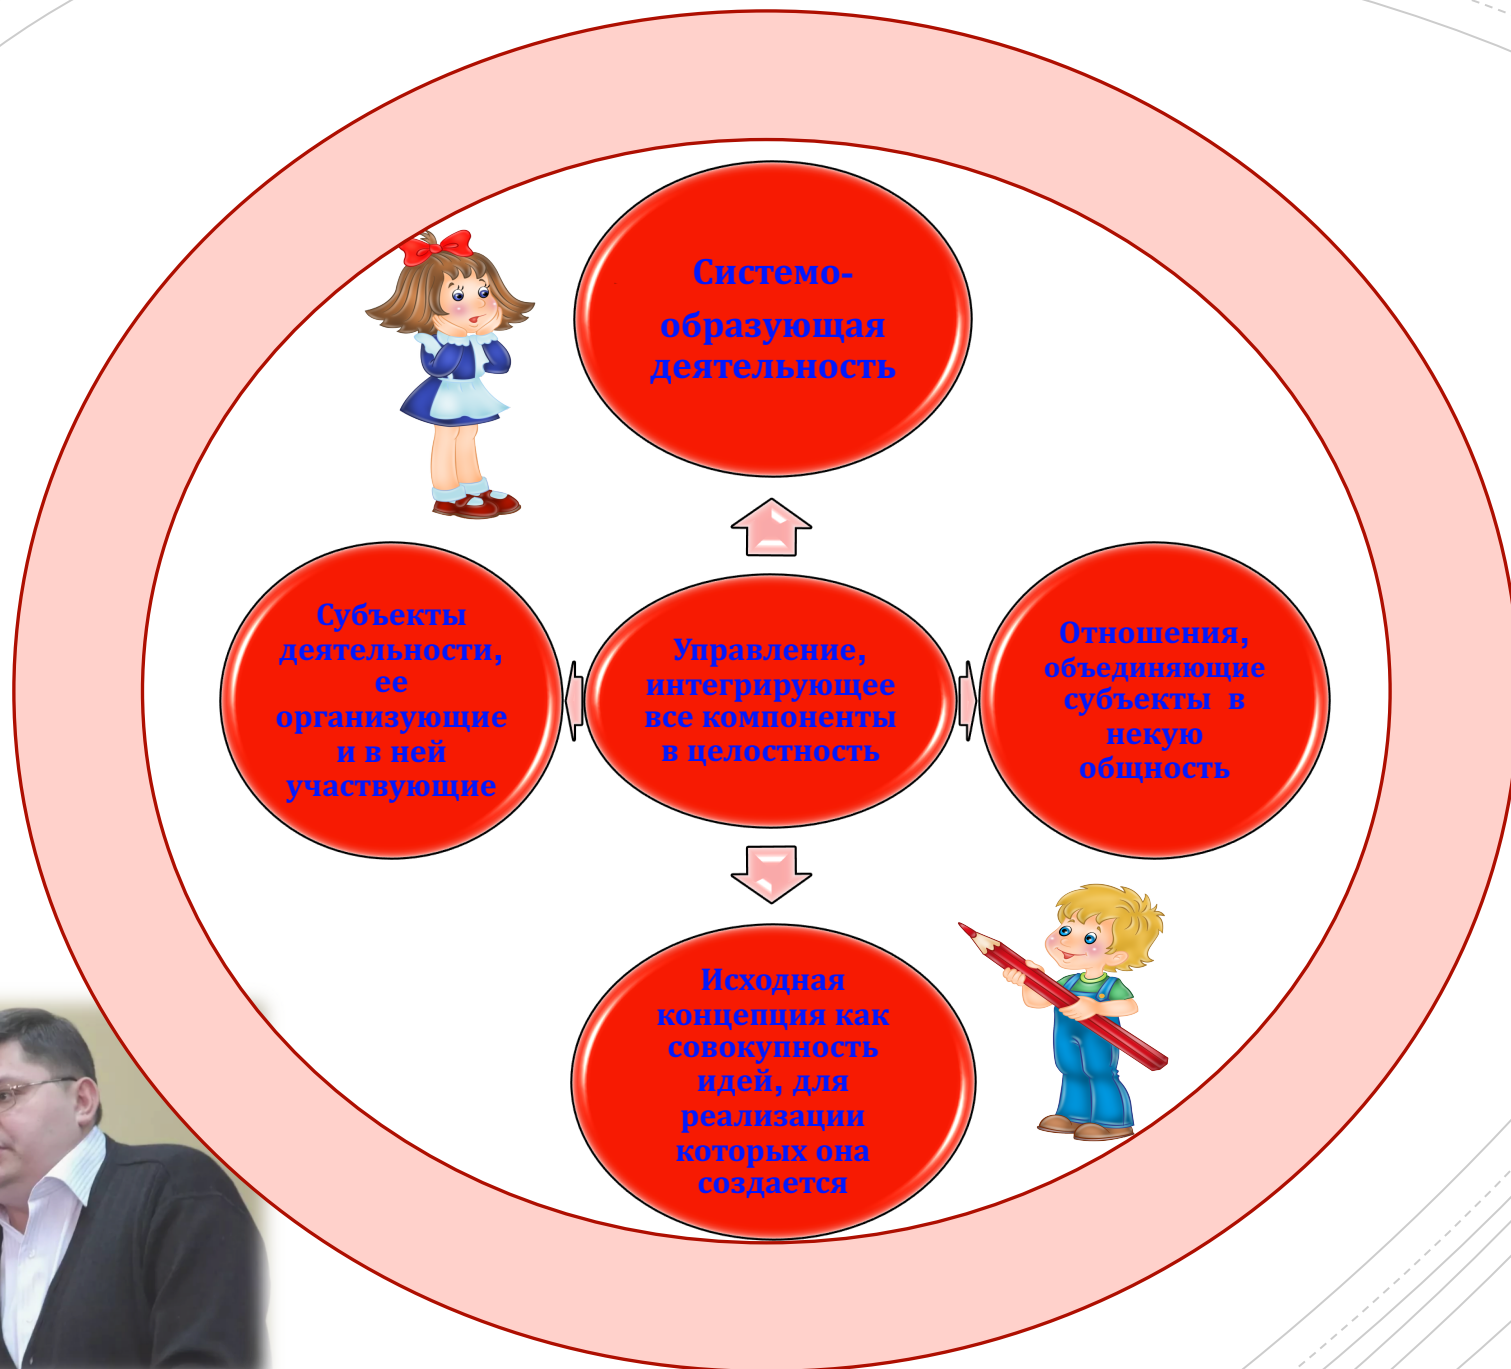 Системо-
образующая
деятельность
Субъекты
деятельности,
ее
организующие
и в ней
участвующие
Управление,
интегрирующее
все компоненты
в целостность
Отношения,
объединяющие
субъекты в
некую
общность
Исходная
концепция как
совокупность
идей, для
реализации
которых она
создается